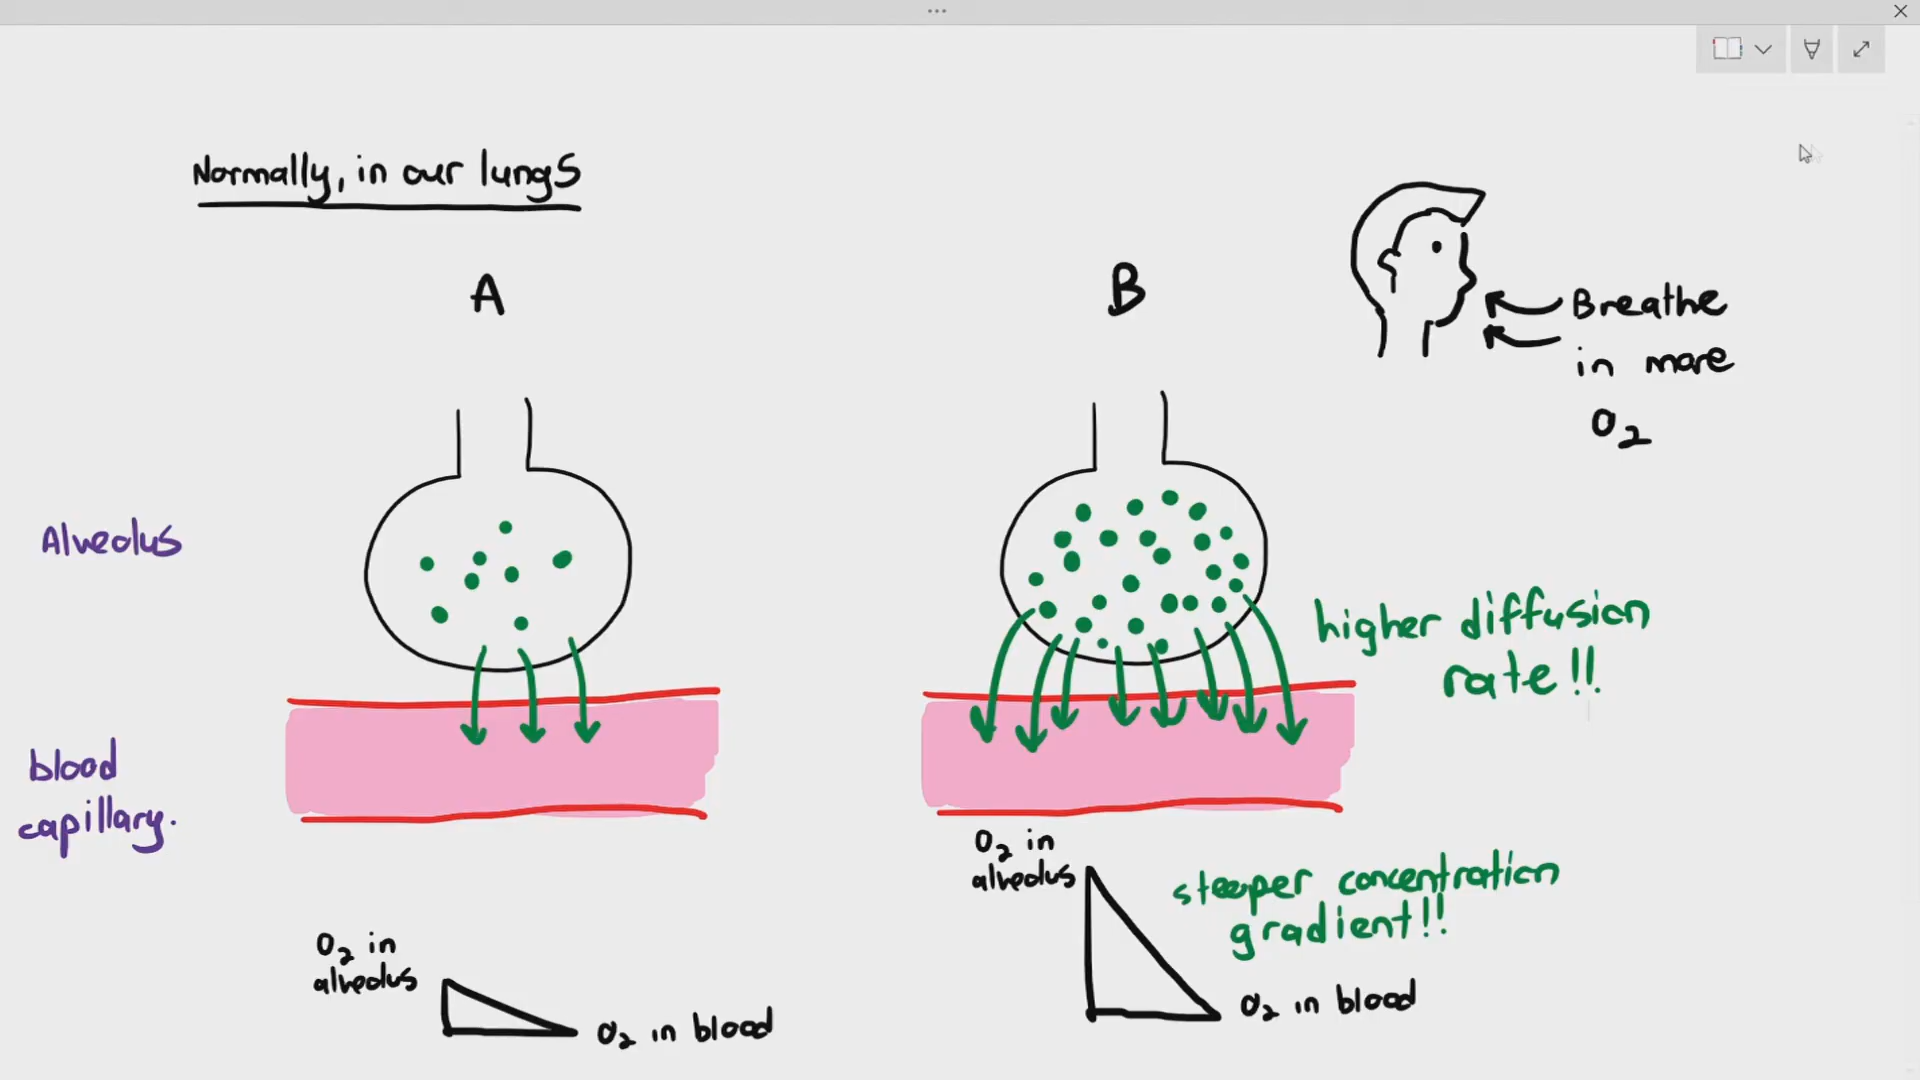 Normally, in our lungs
A
B
Breathe
in more
O2
Alveolus
higher diffusion
rate!!
blood
capillary.
O2 in
alveolus
steeper concentration
gradient!!
O2 in blood
O2 in
alveolus
O2 in blood